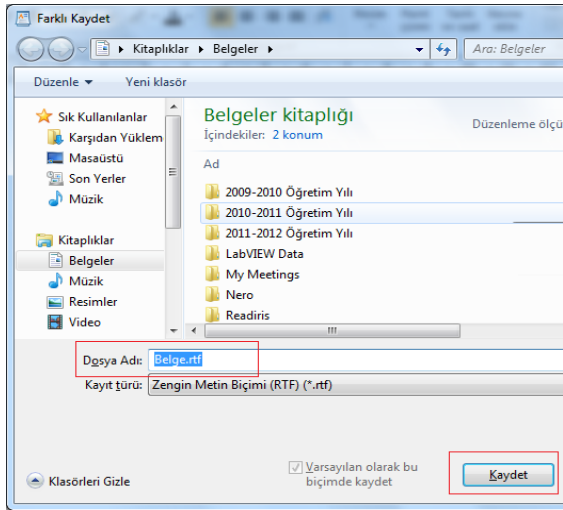 Farklı Kaydet
Kitaplıklar Belgeler
Ara: Belgeler
Düzenle Yeni klasör
Sık Kullanılanlar
Karşıdan Yüklem
Masaüstü
Son Yerler
Müzik
Kitaplıklar
Belgeler
Müzik
Resimler
Video
Belgeler kitaplığı
İçindekiler: 2 konum
Düzenleme ölçü
Ad
2009-2010 Öğretim Yılı
2010-2011 Öğretim Yılı
2011-2012 Öğretim Yılı
LabVIEW Data
My Meetings
Nero
Readiris
Dosya Adı: Belge.rtf
Kayıt türü: Zengin Metin Biçimi (RTF) (*.rtf)
Klasörleri Gizle
Varsayılan olarak bu
biçimde kaydet
Kaydet